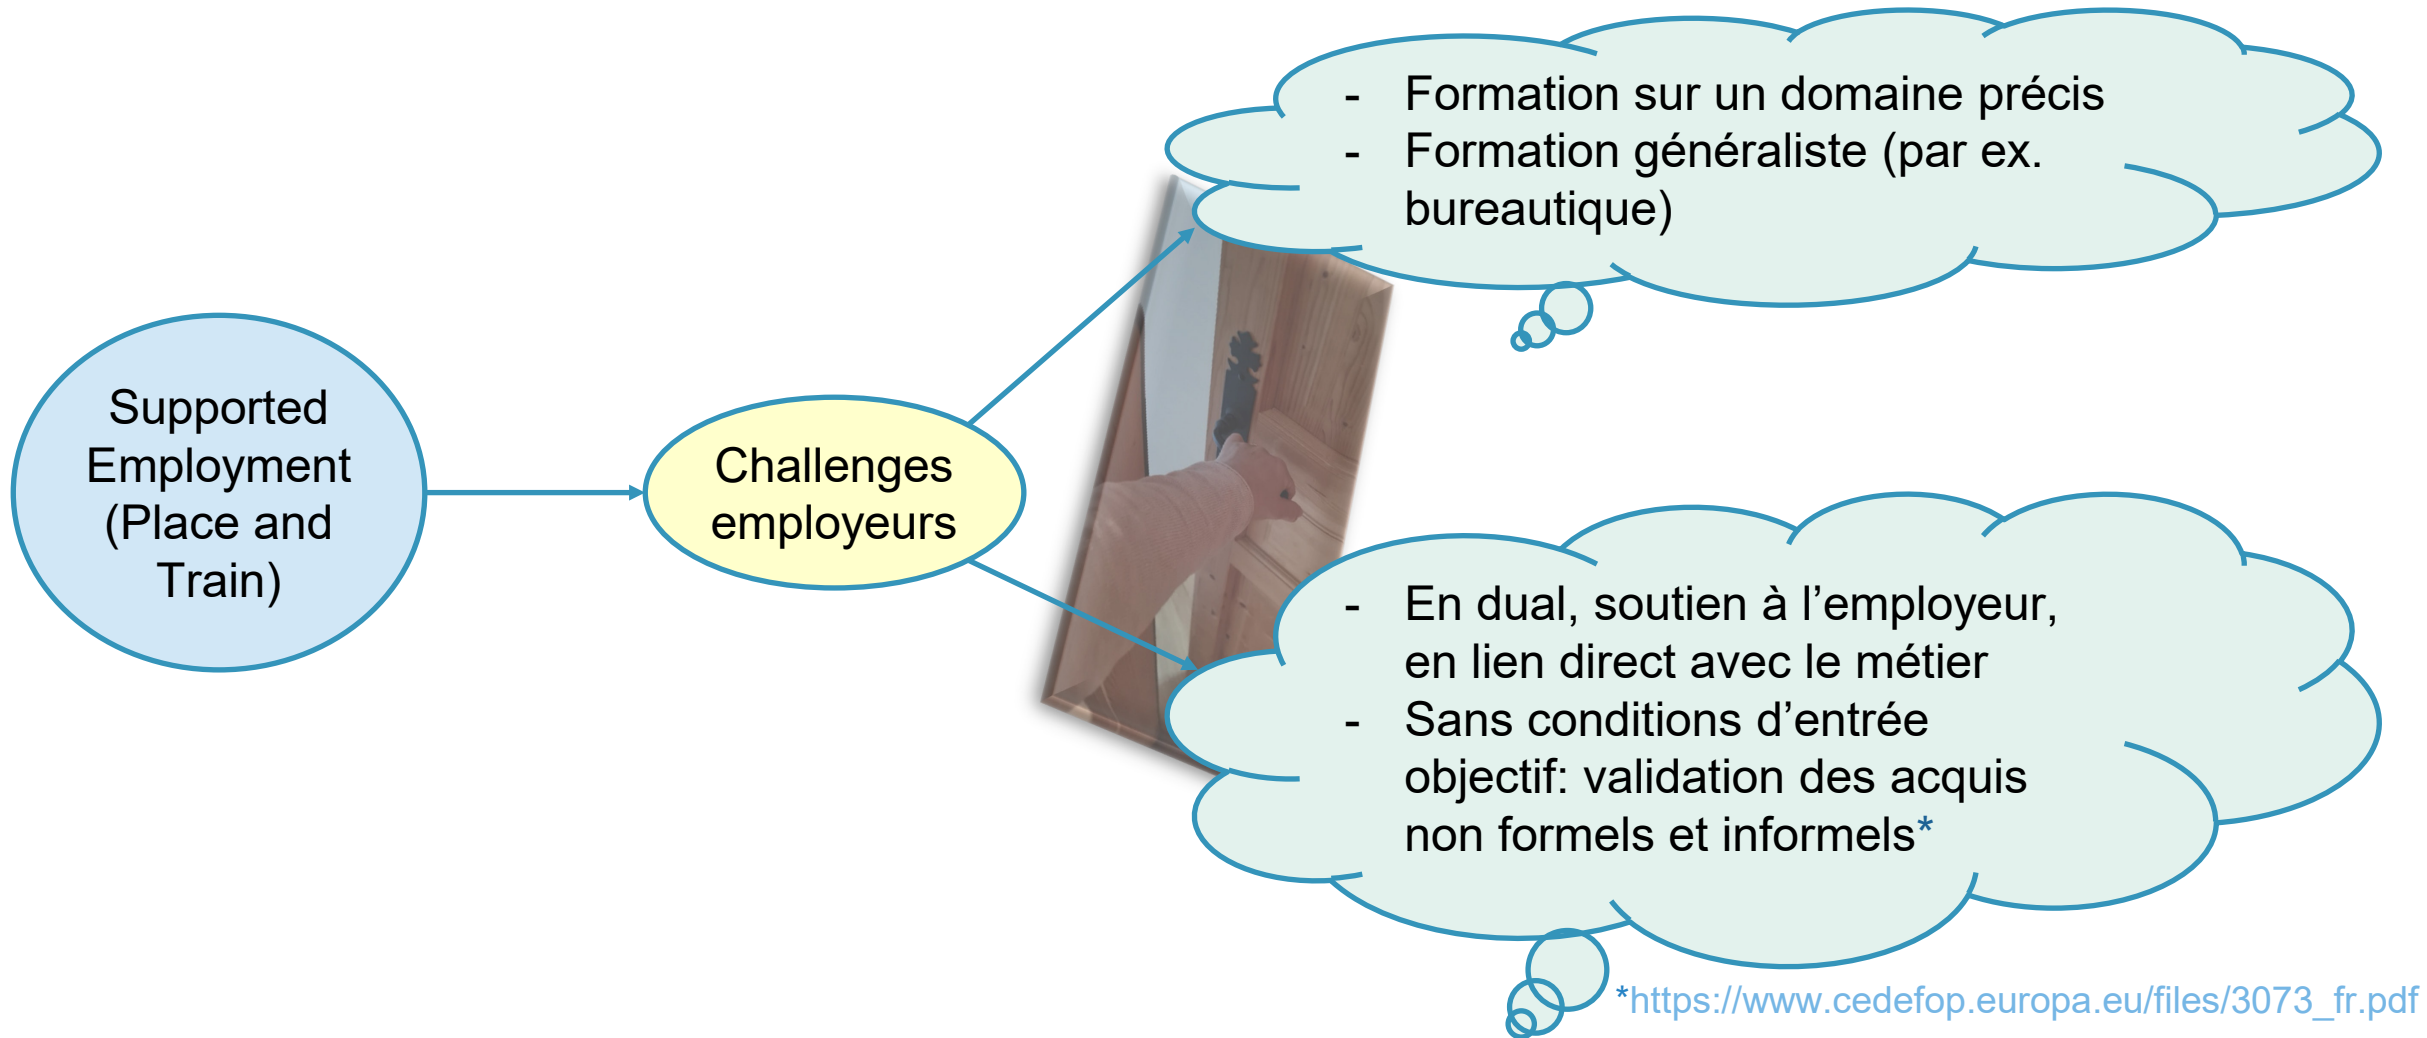 Supported
Employment
(Place and
Train)
Challenges
employeurs
- Formation sur un domaine précis
- Formation généraliste (par ex.
bureautique)
- En dual, soutien à l’employeur,
en lien direct avec le métier
- Sans conditions d’entrée
objectif: validation des acquis
non formels et informels*
*https://www.cedefop.europa.eu/files/3073_fr.pdf